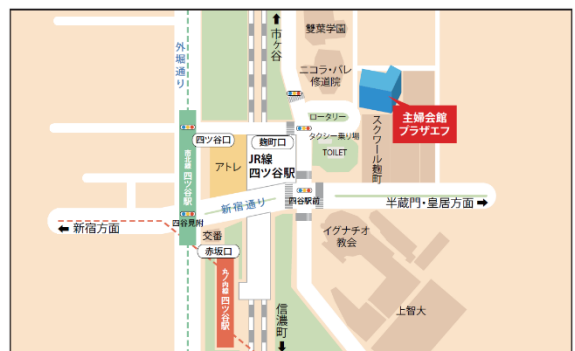 外堀通り
市ヶ谷
雙葉学園
ニコラ・バレ
修道院
主婦会館
プラザエフ
ロータリー
タクシー乗り場
TOILET
スクワール麹町
四ツ谷口
麹町口
アトレ
JR線
四ツ谷駅
南北線 四ツ谷駅
新宿通り
四谷見附
四谷駅前
半蔵門・皇居方面
新宿方面
交番
赤坂口
イグナチオ
教会
丸ノ内線 四ツ谷駅
信濃町
上智大